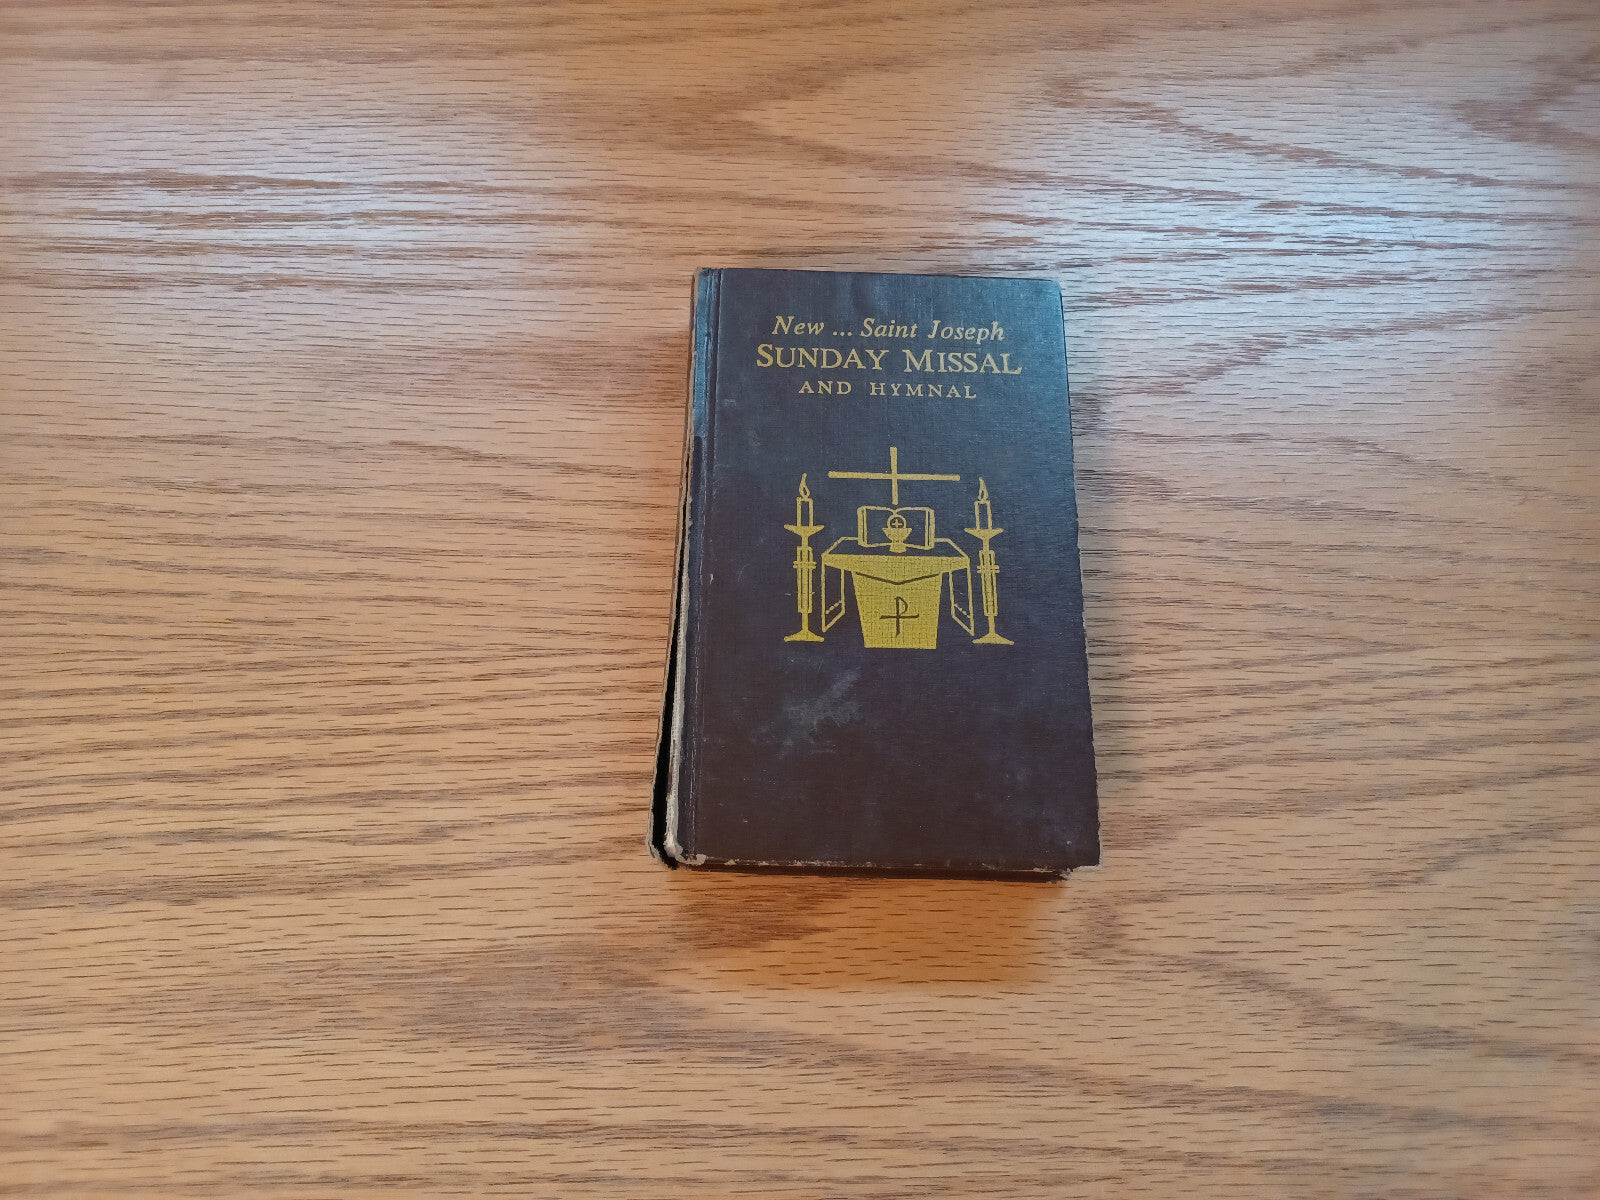 New ... Saint Joseph
SUNDAY MISSAL
AND HYMNAL